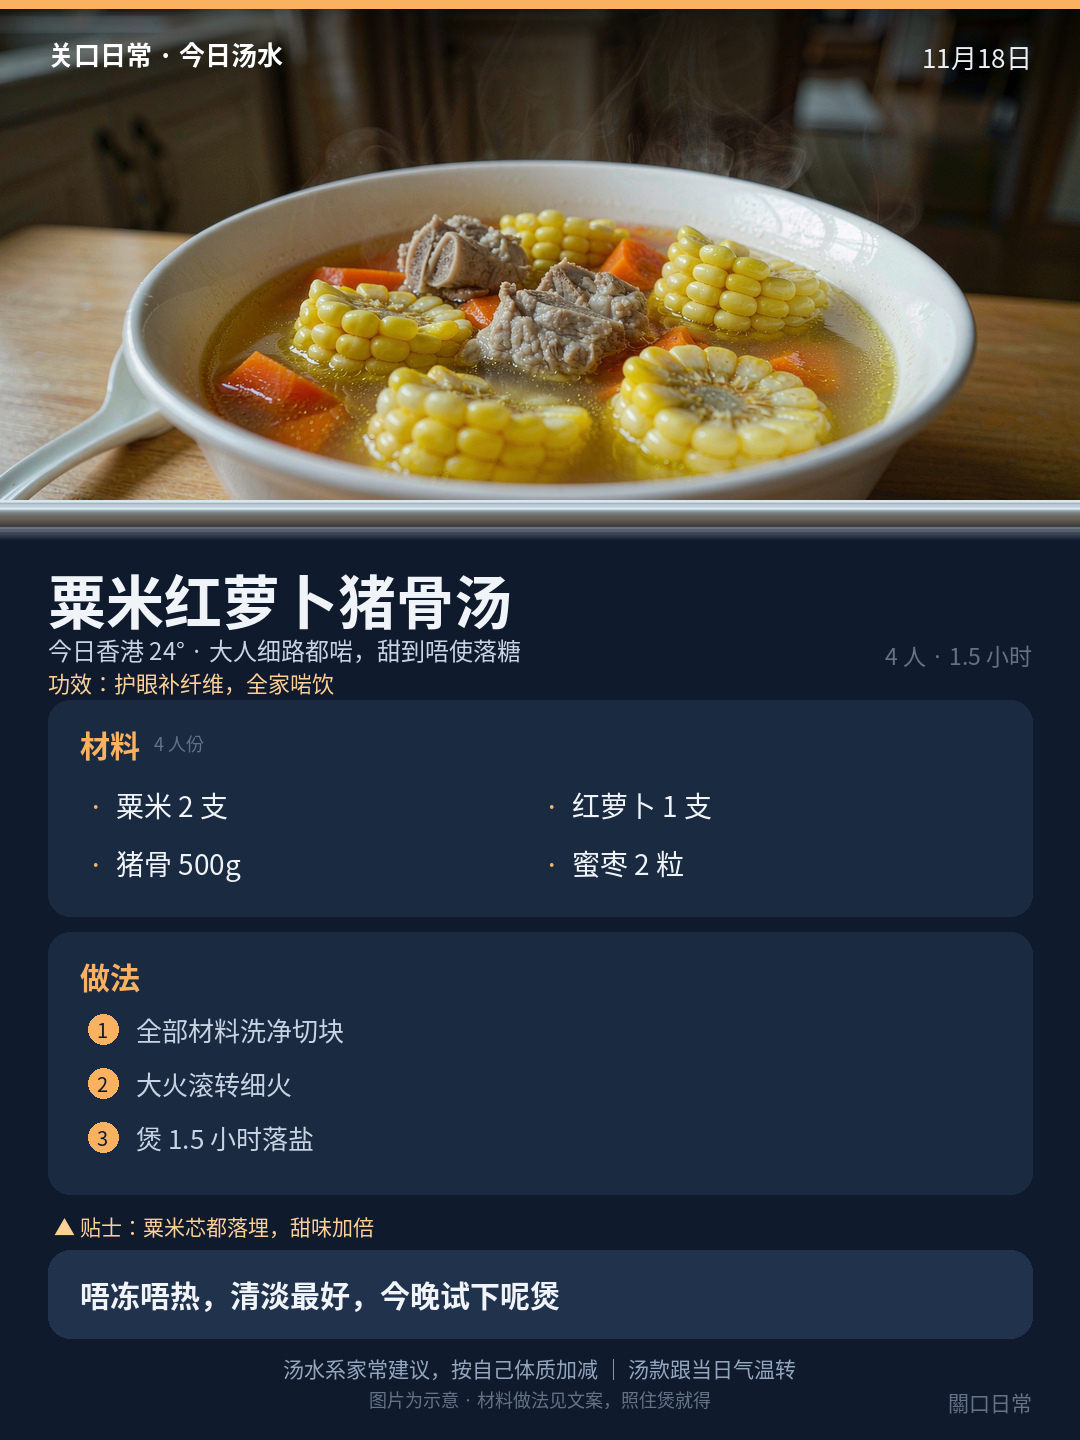 关口日常 · 今日汤水
11月18日
粟米红萝卜猪骨汤
今日香港 24° · 大人细路都啱，甜到唔使落糖
4 人 · 1.5 小时
功效：护眼补纤维，全家啱饮
材料 4 人份
· 粟米 2 支
· 红萝卜 1 支
· 猪骨 500g
· 蜜枣 2 粒
做法
1 全部材料洗净切块
2 大火滚转细火
3 煲 1.5 小时落盐
▲ 贴士：粟米芯都落埋，甜味加倍
唔冻唔热，清淡最好，今晚试下呢煲
汤水系家常建议，按自己体质加减 ｜ 汤款跟当日气温转
图片为示意 · 材料做法见文案，照住煲就得
關口日常